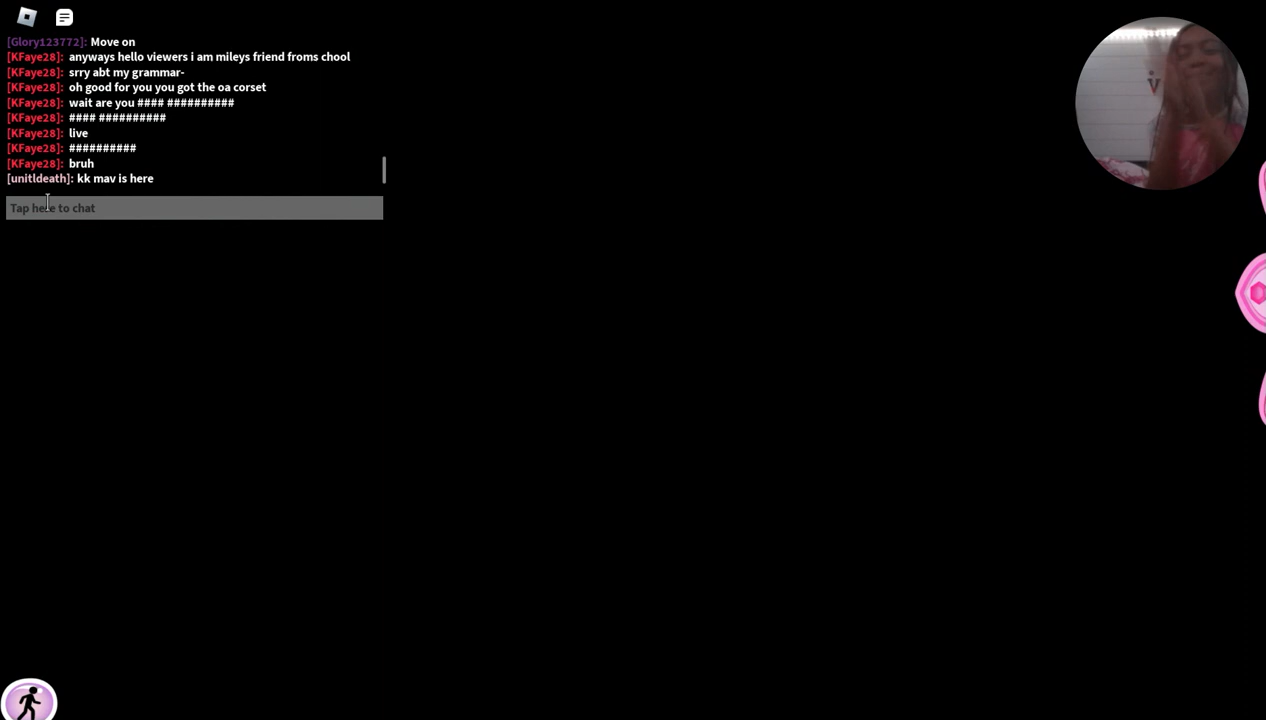 [Glory123772]: Move on
[KFaye28]: anyways hello viewers i am mileys friend froms chool
[KFaye28]: srry abt my grammar-
[KFaye28]: oh good for you you got the oa corset
[KFaye28]: wait are you #### ##########
[KFaye28]: #### ##########
[KFaye28]: live
[KFaye28]: ##########
[KFaye28]: bruh
[unitldeath]: kk mav is here
Tap here to chat